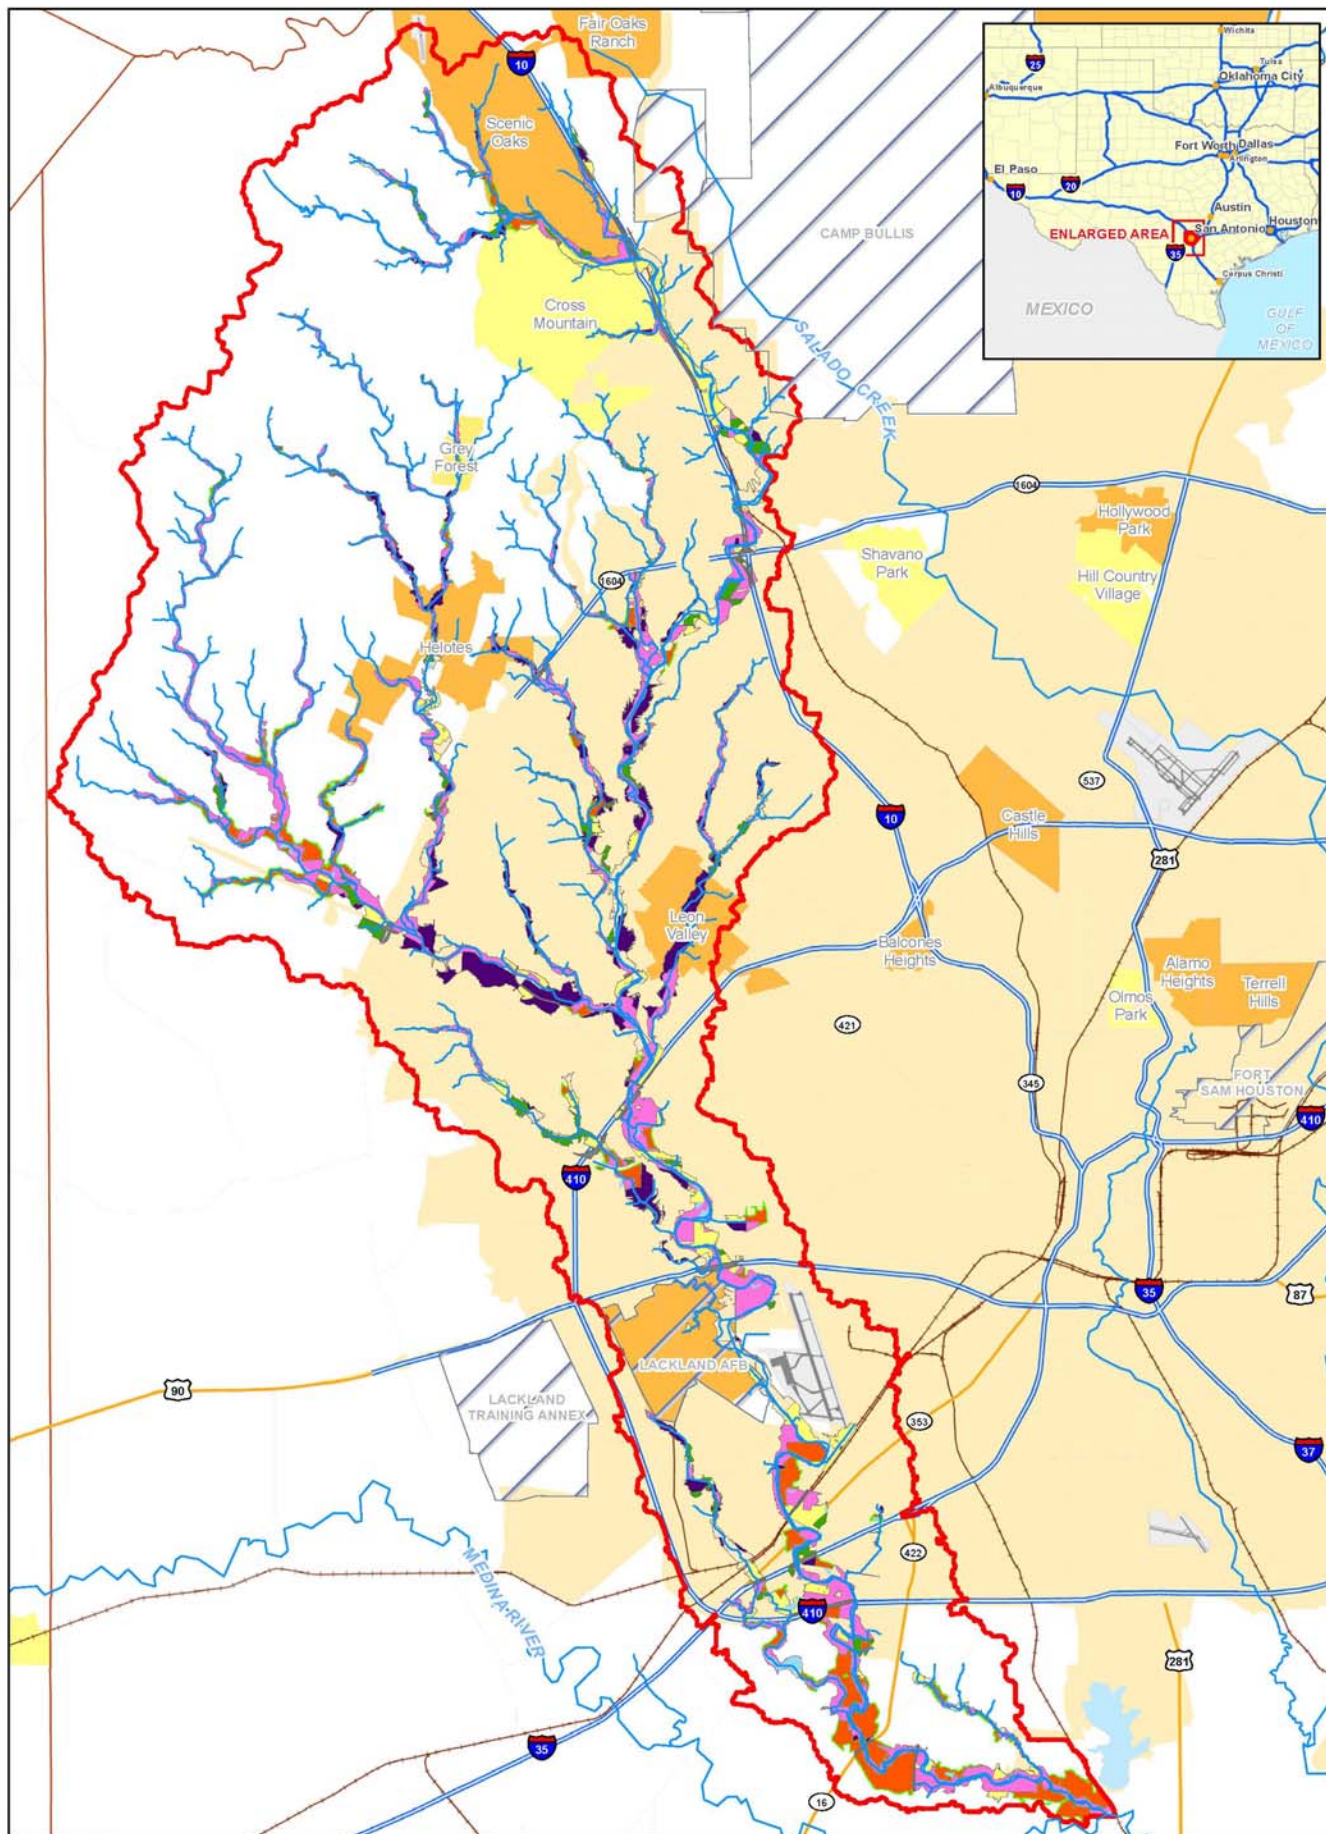 Fair Oaks
Ranch
10
Scenic
Oaks
CAMP BULLIS
Cross
Mountain
SALADO CREEK
Grey
Forest
1604
Hollywood
Park
Shavano
Park
Hill Country
Village
1604
Helotes
537
10
Castle
Hills
281
Leon
Valley
Balcones
Heights
Alamo
Heights
Terrell
Hills
Olmos
Park
421
FORT
SAM HOUSTON
345
410
410
35
87
LACKLAND AFB
90
LACKLAND
TRAINING ANNEX
353
37
MEDINA RIVER
422
410
281
35
16
Wichita
25
Tulsa
Oklahoma City
Albuquerque
Fort Worth
Dallas
Arlington
El Paso
10
20
Austin
Houston
San Antonio
ENLARGED AREA
35
Corpus Christi
MEXICO
GULF
OF
MEXICO